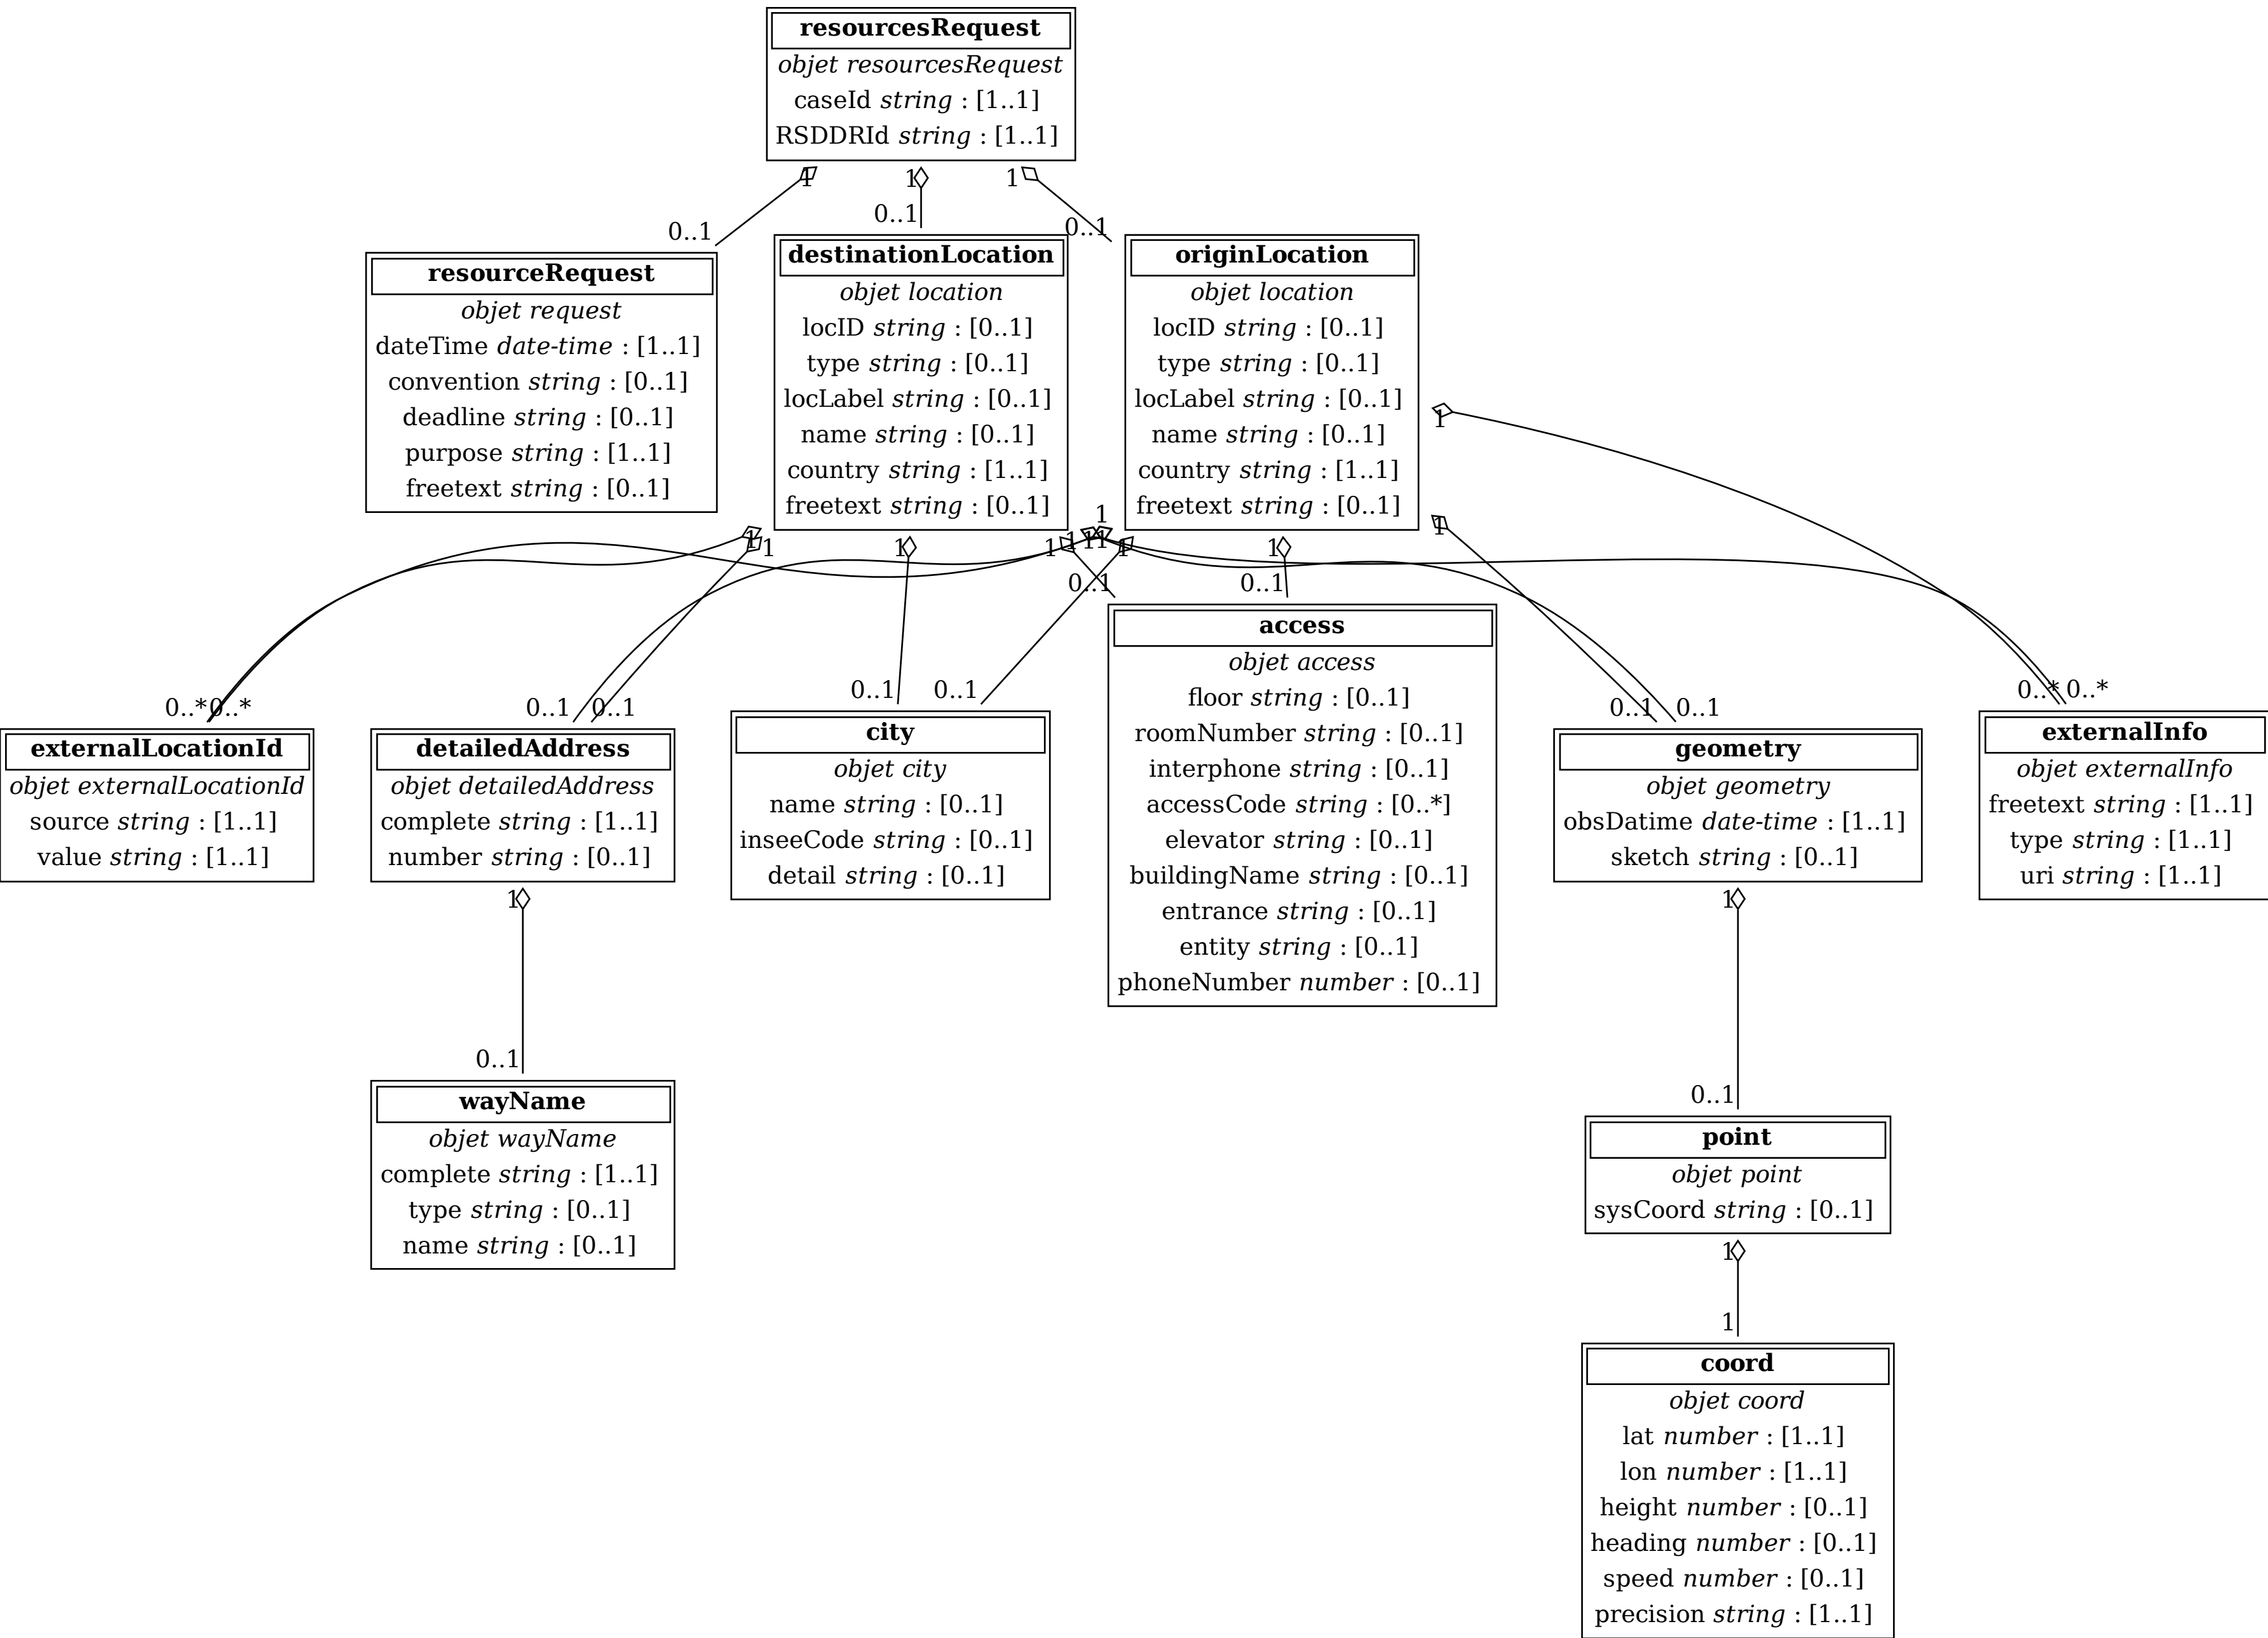 resourcesRequest
objet resourcesRequest
caseId string : [1..1]
RSDDRId string : [1..1]
1
1
1
0..1
0..1
0..1
resourceRequest
objet request
dateTime date-time : [1..1]
convention string : [0..1]
deadline string : [0..1]
purpose string : [1..1]
freetext string : [0..1]
destinationLocation
objet location
locID string : [0..1]
type string : [0..1]
locLabel string : [0..1]
name string : [0..1]
country string : [1..1]
freetext string : [0..1]
originLocation
objet location
locID string : [0..1]
type string : [0..1]
locLabel string : [0..1]
name string : [0..1]
country string : [1..1]
freetext string : [0..1]
1
1
1
1
1
1
1
1
1
1
1
1
0..1
0..1
0..*
0..*
0..1
0..1
0..1
0..1
0..1
0..1
0..*
0..*
externalLocationId
objet externalLocationId
source string : [1..1]
value string : [1..1]
detailedAddress
objet detailedAddress
complete string : [1..1]
number string : [0..1]
city
objet city
name string : [0..1]
inseeCode string : [0..1]
detail string : [0..1]
access
objet access
floor string : [0..1]
roomNumber string : [0..1]
interphone string : [0..1]
accessCode string : [0..*]
elevator string : [0..1]
buildingName string : [0..1]
entrance string : [0..1]
entity string : [0..1]
phoneNumber number : [0..1]
geometry
objet geometry
obsDatime date-time : [1..1]
sketch string : [0..1]
externalInfo
objet externalInfo
freetext string : [1..1]
type string : [1..1]
uri string : [1..1]
1
0..1
wayName
objet wayName
complete string : [1..1]
type string : [0..1]
name string : [0..1]
1
0..1
point
objet point
sysCoord string : [0..1]
1
1
coord
objet coord
lat number : [1..1]
lon number : [1..1]
height number : [0..1]
heading number : [0..1]
speed number : [0..1]
precision string : [1..1]